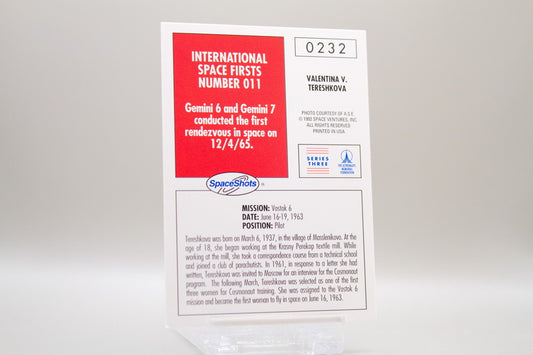 INTERNATIONAL
SPACE FIRSTS
NUMBER 011
Gemini 6 and Gemini 7
conducted the first
rendezvous in space on
12/4/65.
0232
VALENTINA V.
TERESHKOVA
PHOTO COURTESY OF
© 1992 SPACE VENTURES, INC.
ALL RIGHTS RESERVED
PRINTED IN USA
SERIES
THREE
THE ASTRONAUTS
MEMORIAL
FOUNDATION
SpaceShots ®
MISSION: Vostok 6
DATE: June 16-19, 1963
POSITION: Pilot
Tereshkova was born on March 6, 1937, in the village of Masslenikovo. At the
age of 18, she began working at the Krasny Perekop textile mill. While
working at the mill, she took a correspondence course from a technical school
and joined a club of parachutists. In 1961, in response to a letter she had
written, Tereshkova was invited to Moscow for an interview for the Cosmonaut
program. The following March, Tereshkova was selected as one of the first
three women for Cosmonaut training. She was assigned to the Vostok 6
mission and became the first woman to fly in space on June 16, 1963.